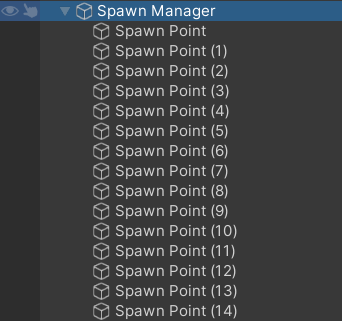 Spawn Manager
Spawn Point
Spawn Point (1)
Spawn Point (2)
Spawn Point (3)
Spawn Point (4)
Spawn Point (5)
Spawn Point (6)
Spawn Point (7)
Spawn Point (8)
Spawn Point (9)
Spawn Point (10)
Spawn Point (11)
Spawn Point (12)
Spawn Point (13)
Spawn Point (14)